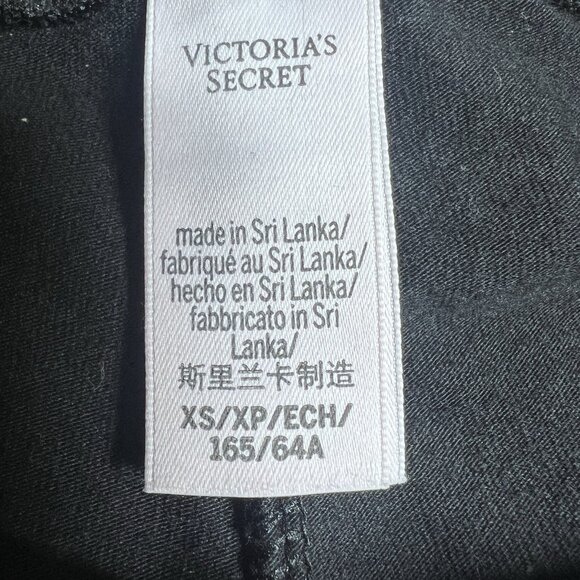 VICTORIA'S
SECRET
made in Sri Lanka/
fabriqué au Sri Lanka/
hecho en Sri Lanka/
fabbricato in Sri
Lanka/
斯里兰卡制造
XS/XP/ECH/
165/64A